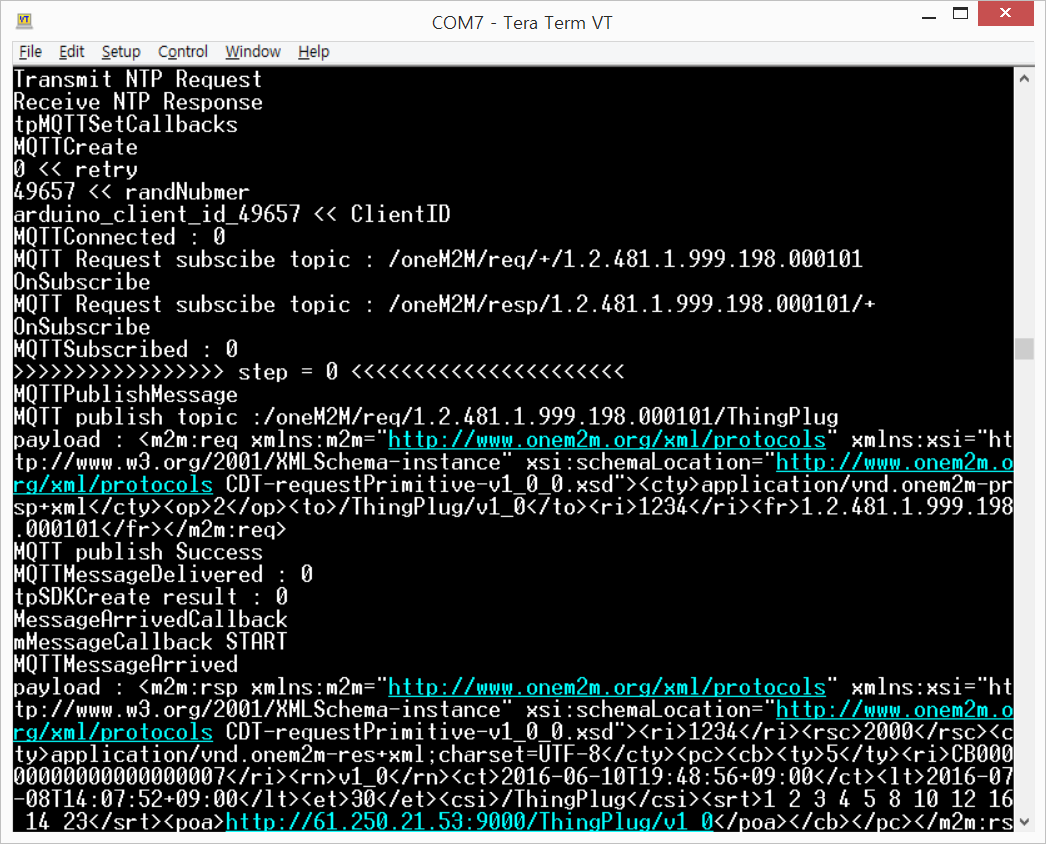 COM7 - Tera Term VT
File Edit Setup Control Window Help
Transmit NTP Request
Receive NTP Response
tpMQTTSetCallbacks
MQTTCreate
0 << retry
49657 << randNubmer
arduino_client_id_49657 << ClientID
MQTTConnected : 0
MQTT Request subscibe topic : /oneM2M/req/+/1.2.481.1.999.198.000101
OnSubscribe
MQTT Request subscibe topic : /oneM2M/resp/1.2.481.1.999.198.000101/+
OnSubscribe
MQTTSubscribed : 0
>>>>>>>>>>>>>>>>> step = 0 <<<<<<<<<<<<<<<<<<<<<<
MQTTPublishMessage
MQTT publish topic :/oneM2M/req/1.2.481.1.999.198.000101/ThingPlug
payload : <m2m:req xmlns:m2m="http://www.onem2m.org/xml/protocols" xmlns:xsi="ht
tp://www.w3.org/2001/XMLSchema-instance" xsi:schemaLocation="http://www.onem2m.o
rg/xml/protocols CDT-requestPrimitive-v1_0_0.xsd"><cty>application/vnd.onem2m-pr
sp+xml</cty><op>2</op><to>/ThingPlug/v1_0</to><ri>1234</ri><fr>1.2.481.1.999.198
.000101</fr></m2m:req>
MQTT publish Success
MQTTMessageDelivered : 0
tpSDKCreate result : 0
MessageArrivedCallback
mMessageCallback START
MQTTMessageArrived
payload : <m2m:rsp xmlns:m2m="http://www.onem2m.org/xml/protocols" xmlns:xsi="ht
tp://www.w3.org/2001/XMLSchema-instance" xsi:schemaLocation="http://www.onem2m.o
rg/xml/protocols CDT-requestPrimitive-v1_0_0.xsd"><ri>1234</ri><rsc>2000</rsc><c
ty>application/vnd.onem2m-res+xml;charset=UTF-8</cty><pc><cb><ty>5</ty><ri>CB000
00000000000000007</ri><rn>v1_0</rn><ct>2016-06-10T19:48:56+09:00</ct><lt>2016-07
-08T14:07:52+09:00</lt><et>30</et><csi>/ThingPlug</csi><srt>1 2 3 4 5 8 10 12 16
14 23</srt><poa>http://61.250.21.53:9000/ThingPlug/v1_0</poa></cb></pc></m2m:rs